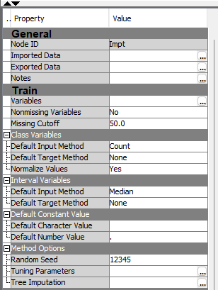 .. Property Value
General
Node ID Impt
Imported Data ...
Exported Data ...
Notes ...
Train
Variables ...
Nonmissing Variables No
Missing Cutoff 50.0
Class Variables
Default Input Method Count
Default Target Method None
Normalize Values Yes
Interval Variables
Default Input Method Median
Default Target Method None
Default Constant Value
Default Character Value
Default Number Value .
Method Options
Random Seed 12345
Tuning Parameters ...
Tree Imputation ...